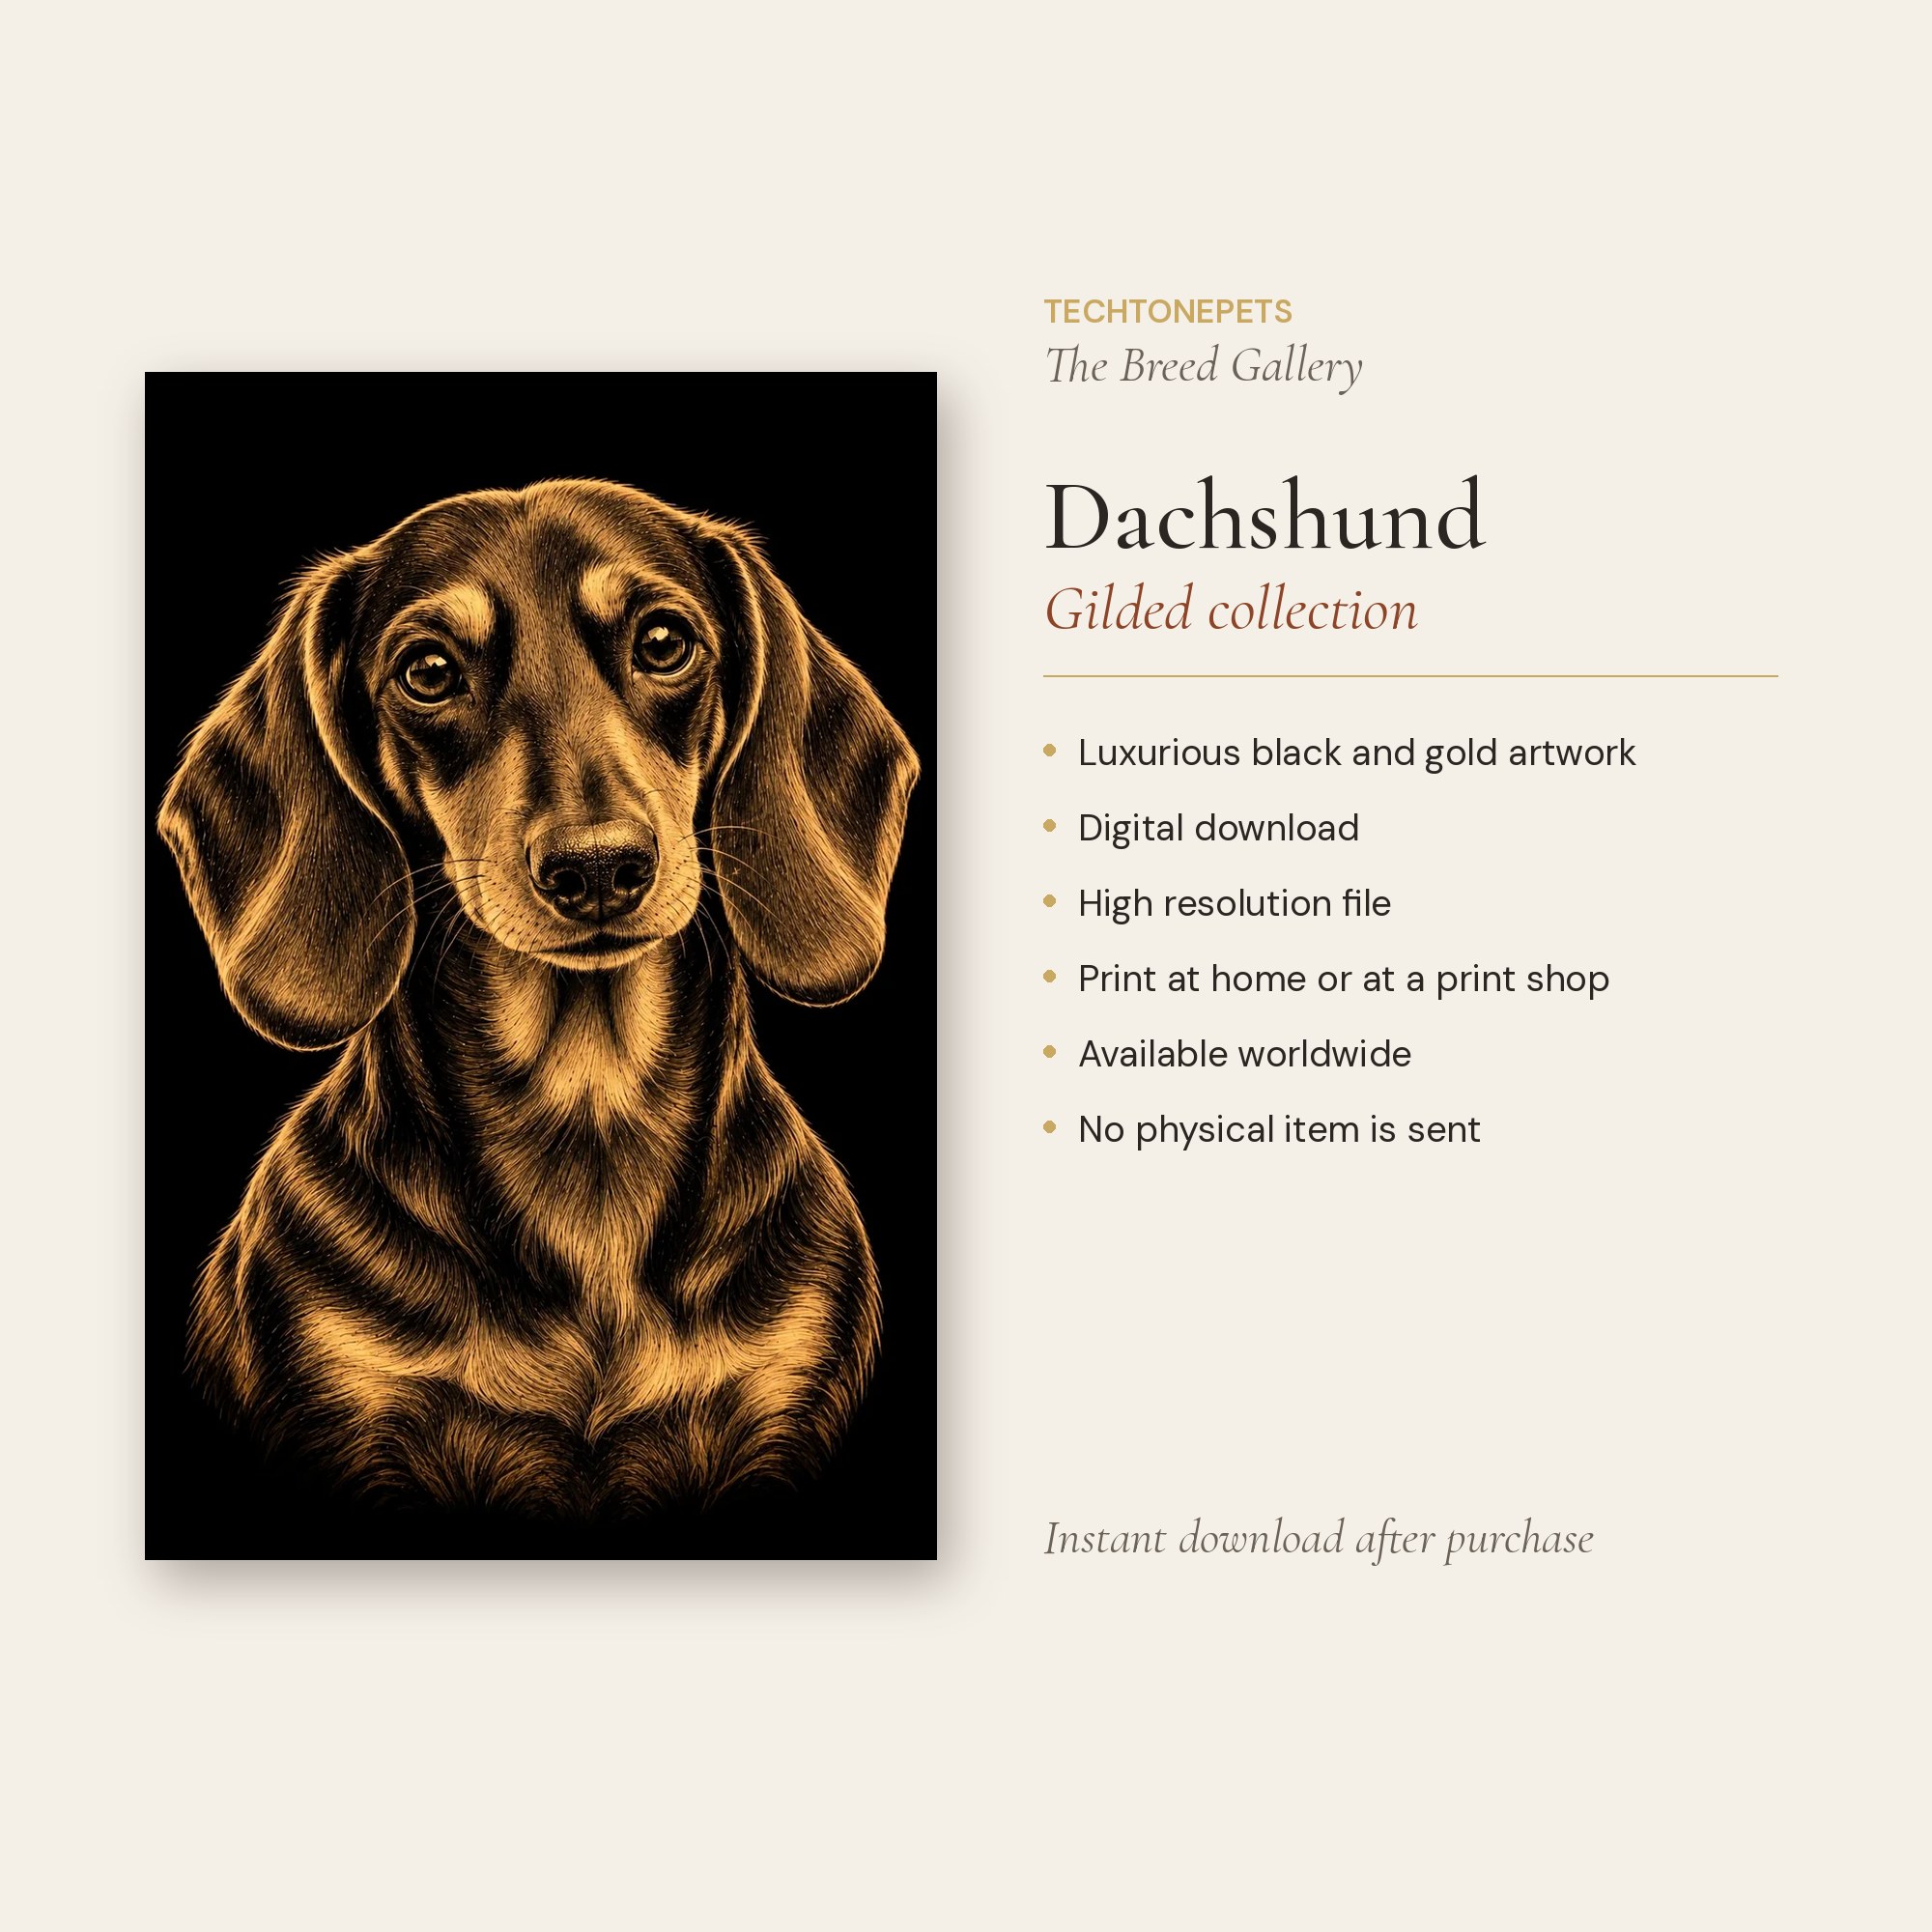 TECHTONEPETS
The Breed Gallery
Dachshund
Gilded collection
Luxurious black and gold artwork
Digital download
High resolution file
Print at home or at a print shop
Available worldwide
No physical item is sent
Instant download after purchase